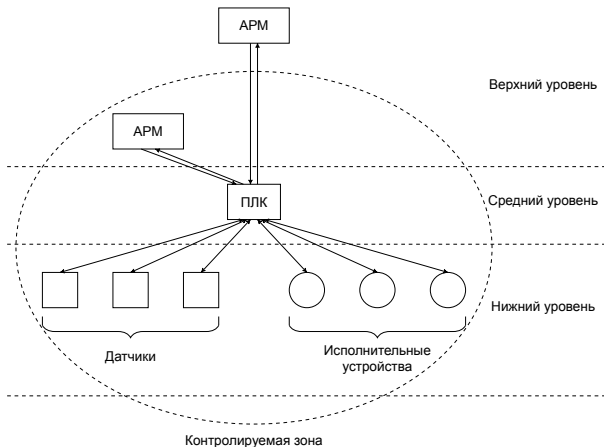 АРМ
Верхний уровень
АРМ
ПЛК
Средний уровень
Нижний уровень
Датчики
Исполнительные
устройства
Контролируемая зона